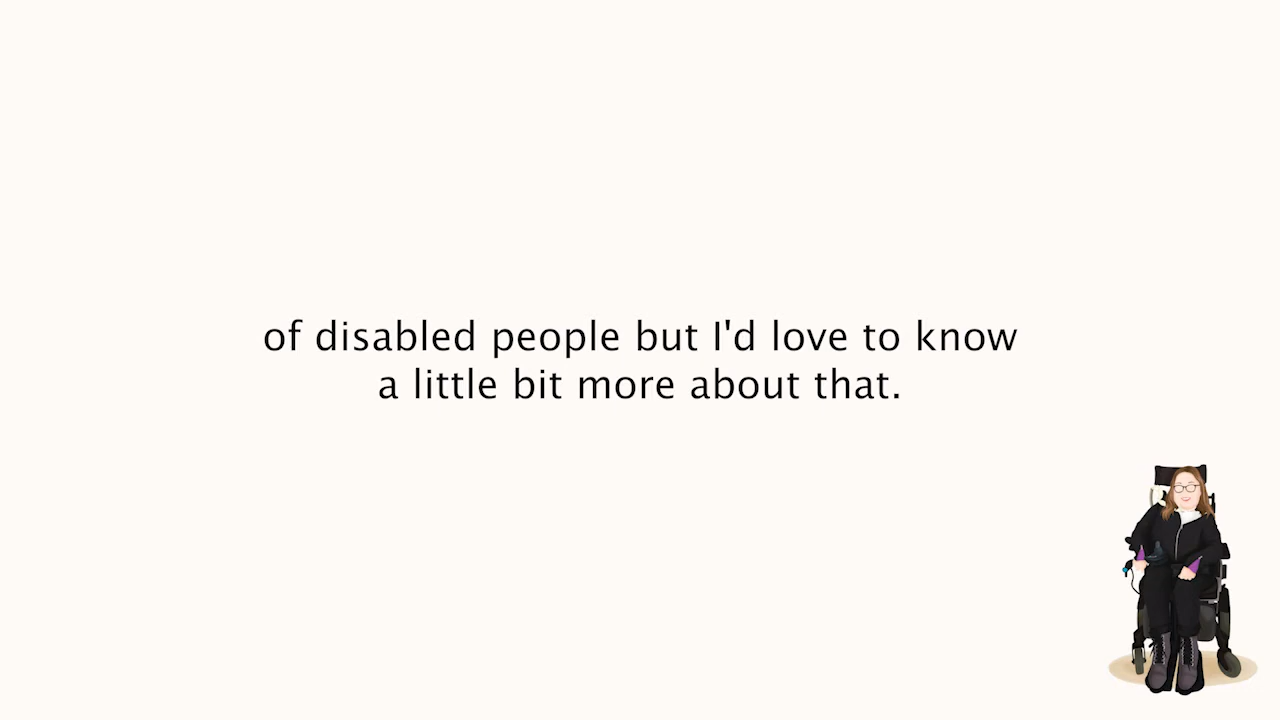 of disabled people but I'd love to know
a little bit more about that.